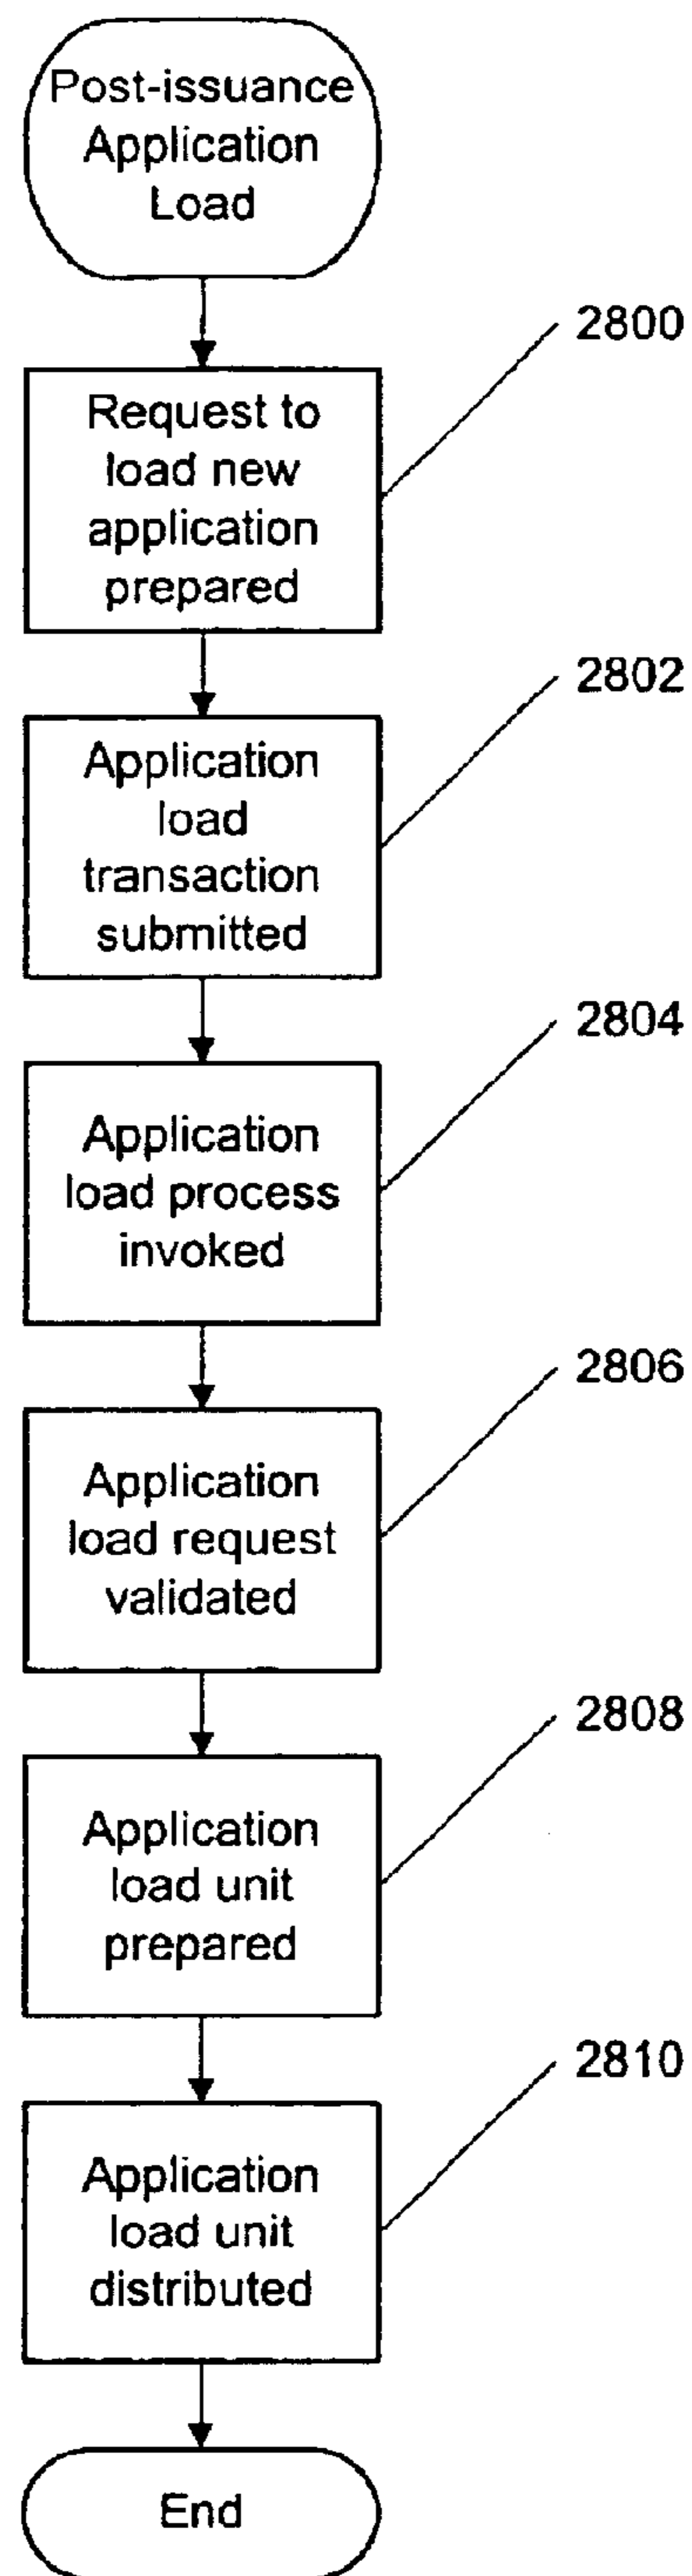 Post-issuance
Application
Load
2800
Request to
load new
application
prepared
2802
Application
load
transaction
submitted
2804
Application
load process
invoked
2806
Application
load request
validated
2808
Application
load unit
prepared
2810
Application
load unit
distributed
End